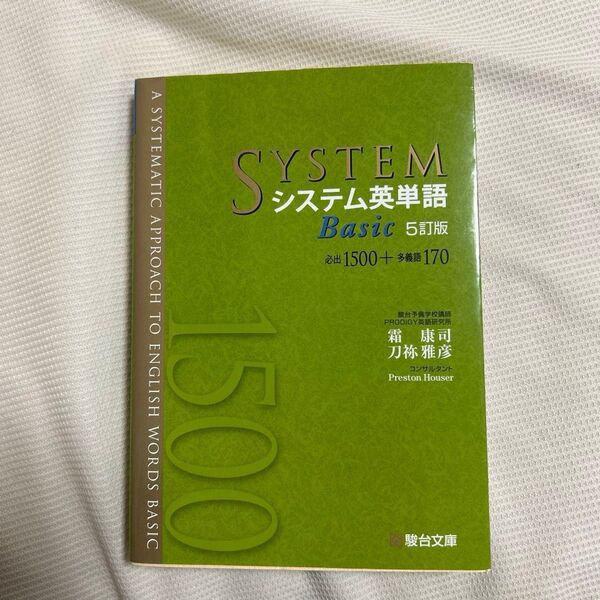 A SYSTEMATIC APPROACH TO ENGLISH WORDS BASIC
SYSTEM
システム英単語
Basic 5訂版
必出1500+多義語170
駿台予備学校講師
PRODIGY英語研究所
霜 康司
刀祢雅彦
コンサルタント
Preston Houser
1500
駿台文庫